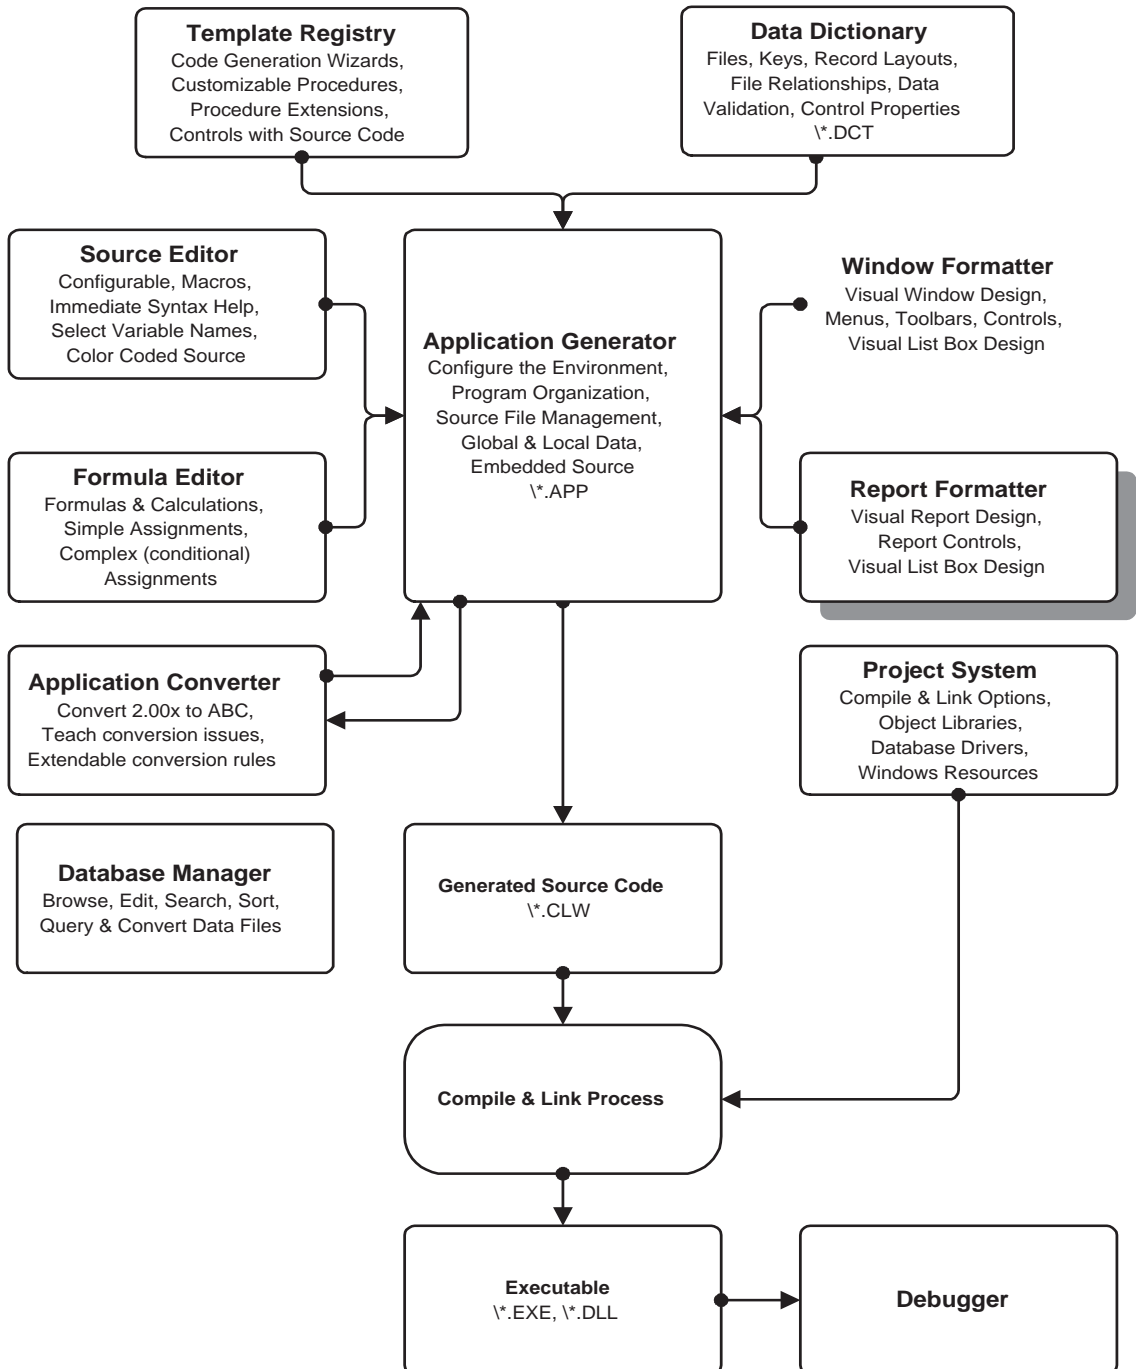 Template Registry
Code Generation Wizards,
Customizable Procedures,
Procedure Extensions,
Controls with Source Code
Data Dictionary
Files, Keys, Record Layouts,
File Relationships, Data
Validation, Control Properties
\*.DCT
Source Editor
Configurable, Macros,
Immediate Syntax Help,
Select Variable Names,
Color Coded Source
Application Generator
Configure the Environment,
Program Organization,
Source File Management,
Global & Local Data,
Embedded Source
\*.APP
Window Formatter
Visual Window Design,
Menus, Toolbars, Controls,
Visual List Box Design
Formula Editor
Formulas & Calculations,
Simple Assignments,
Complex (conditional)
Assignments
Report Formatter
Visual Report Design,
Report Controls,
Visual List Box Design
Application Converter
Convert 2.00x to ABC,
Teach conversion issues,
Extendable conversion rules
Project System
Compile & Link Options,
Object Libraries,
Database Drivers,
Windows Resources
Database Manager
Browse, Edit, Search, Sort,
Query & Convert Data Files
Generated Source Code
\*.CLW
Compile & Link Process
Executable
\*.EXE, \*.DLL
Debugger